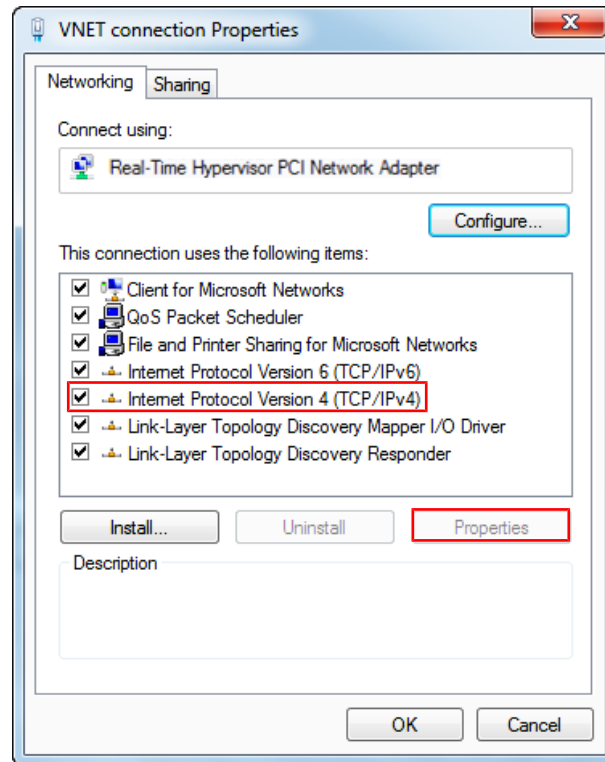 VNET connection Properties
Networking Sharing
Connect using:
Real-Time Hypervisor PCI Network Adapter
Configure...
This connection uses the following items:
Client for Microsoft Networks
QoS Packet Scheduler
File and Printer Sharing for Microsoft Networks
Internet Protocol Version 6 (TCP/IPv6)
Internet Protocol Version 4 (TCP/IPv4)
Link-Layer Topology Discovery Mapper I/O Driver
Link-Layer Topology Discovery Responder
Install... Uninstall Properties
Description
OK Cancel